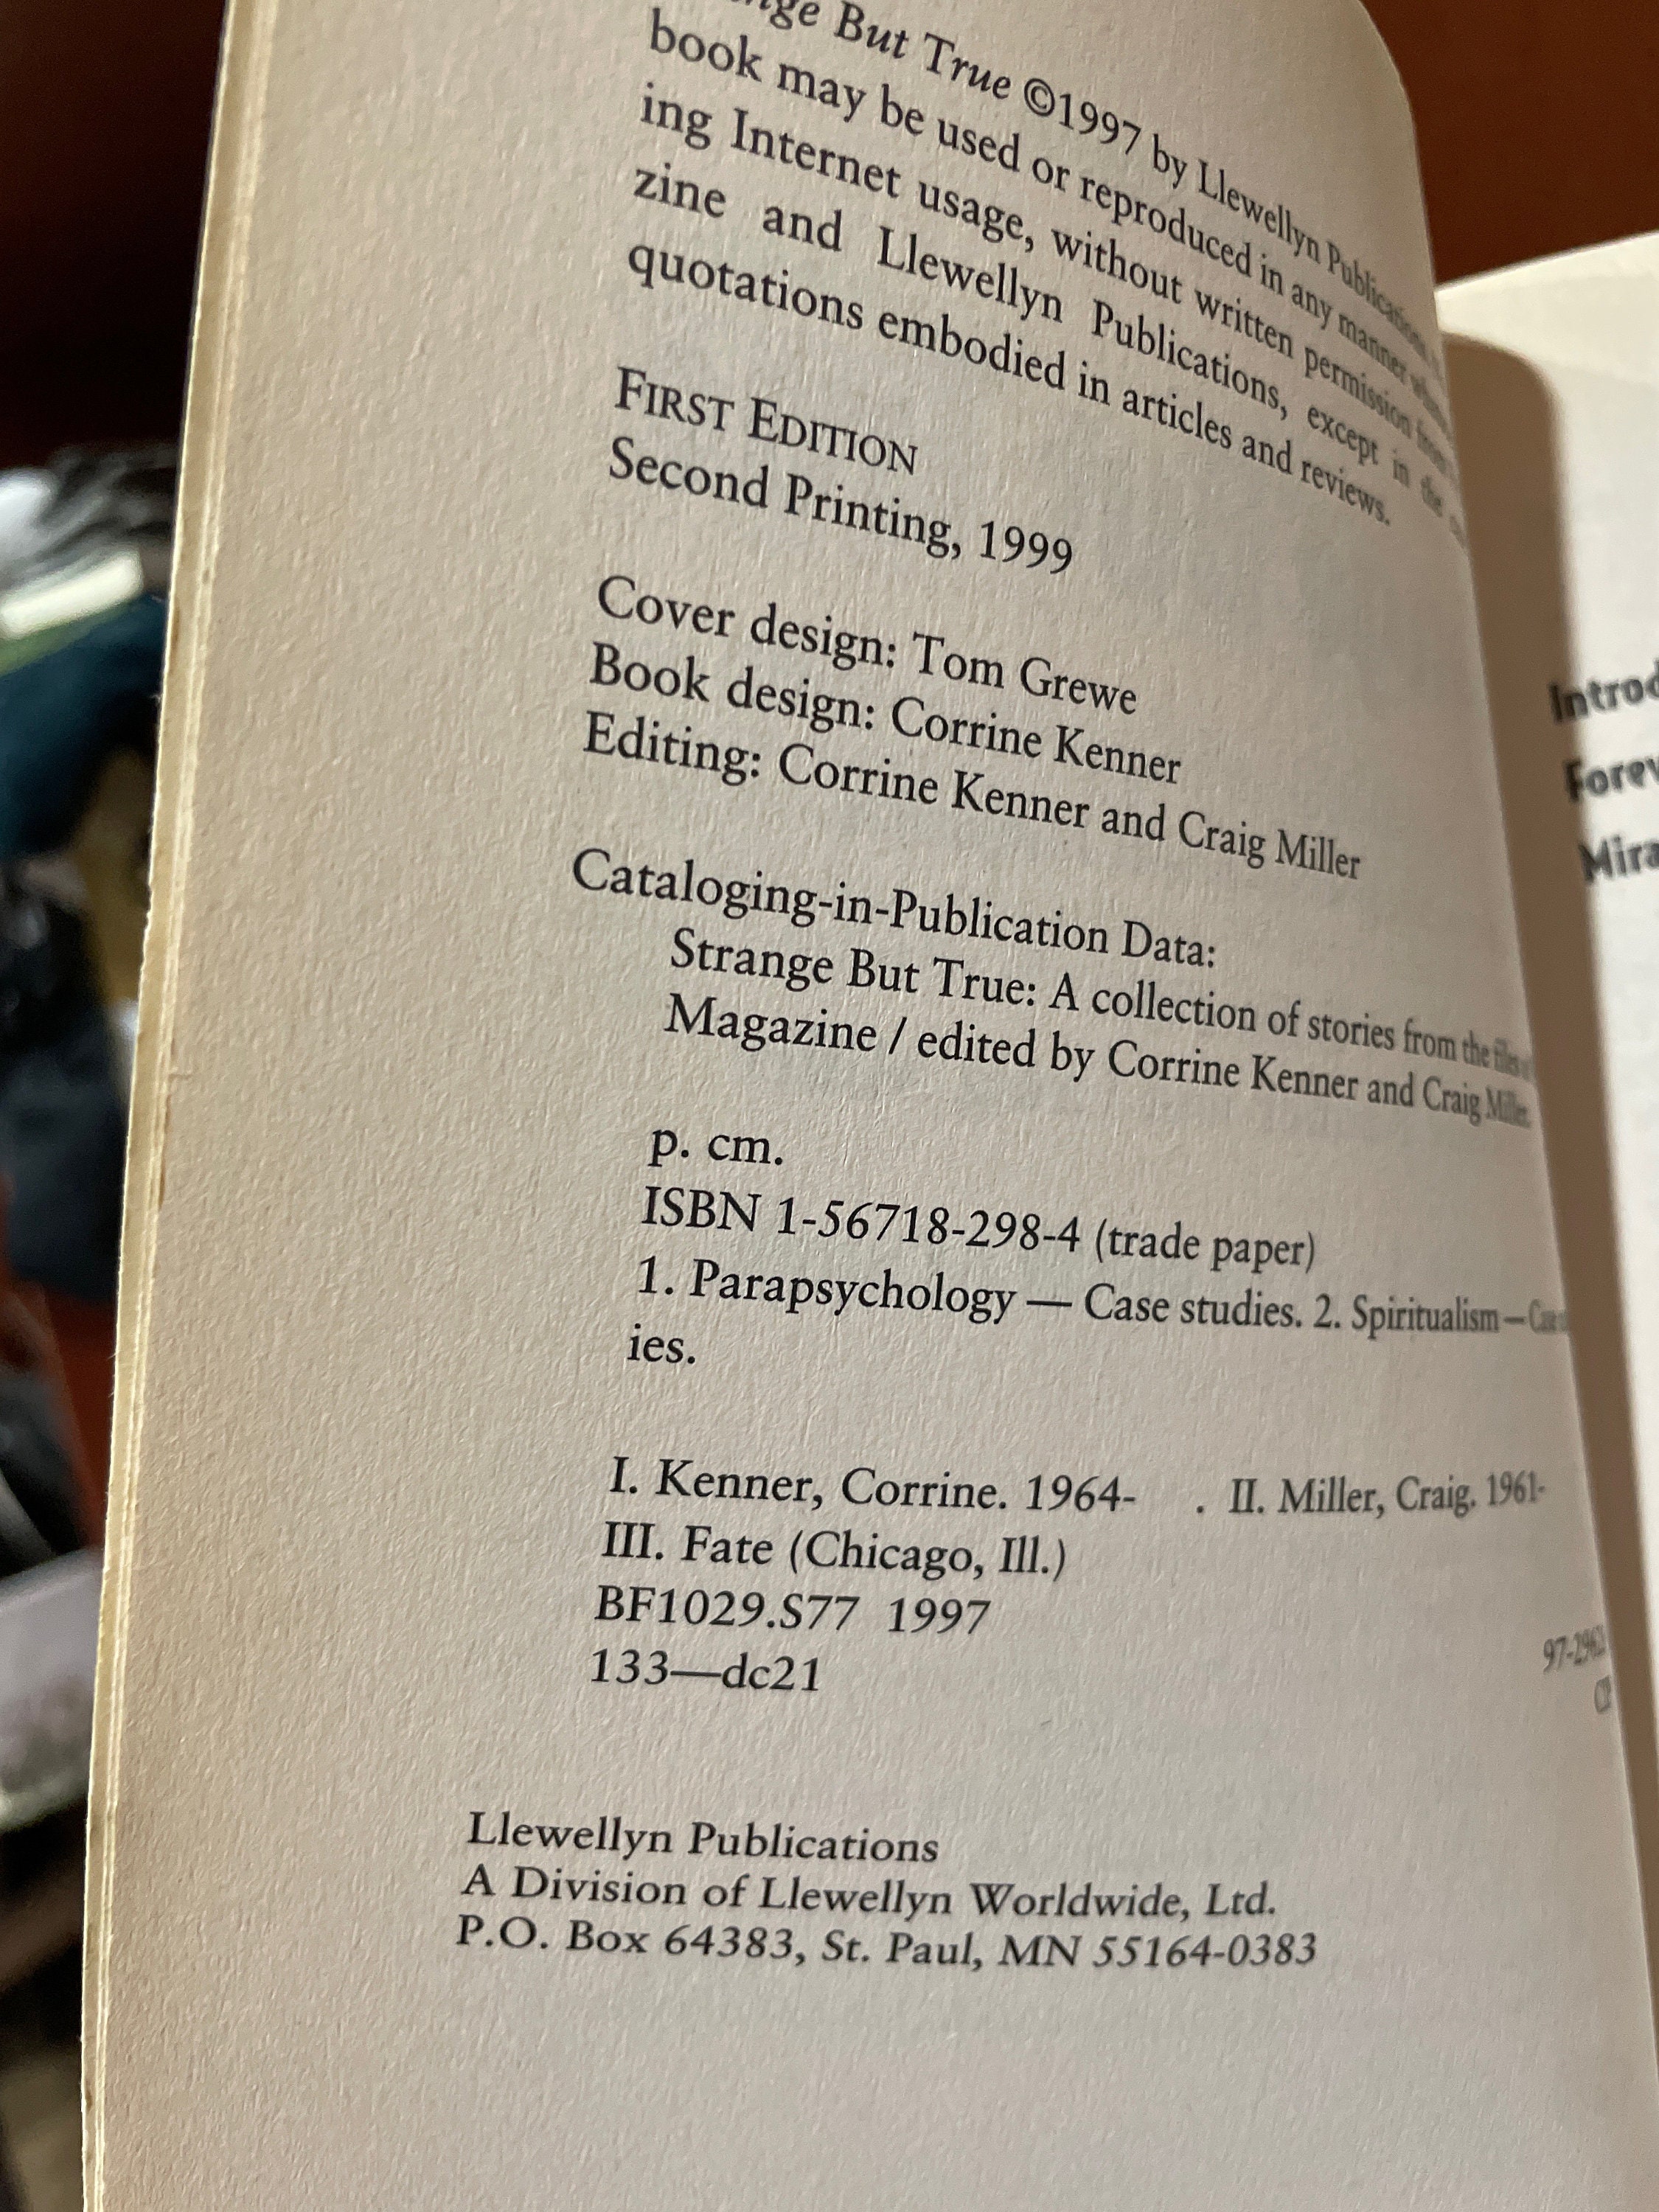 But True ©1997 by Llewellyn Publications.
book may be used or reproduced in any manner
ing Internet usage, without written permission from
zine and Llewellyn Publications, except in the
quotations embodied in articles and reviews.
FIRST EDITION
Second Printing, 1999
Cover design: Tom Grewe
Book design: Corrine Kenner
Editing: Corrine Kenner and Craig Miller
Cataloging-in-Publication Data:
Strange But True: A collection of stories from the files
Magazine / edited by Corrine Kenner and Craig Miller.
p. cm.
ISBN 1-56718-298-4 (trade paper)
1. Parapsychology — Case studies. 2. Spiritualism —
ies.
I. Kenner, Corrine. 1964- . II. Miller, Craig. 1961-
III. Fate (Chicago, Ill.)
BF1029.S77 1997
133—dc21
Llewellyn Publications
A Division of Llewellyn Worldwide, Ltd.
P.O. Box 64383, St. Paul, MN 55164-0383
Introd
Forew
Mira